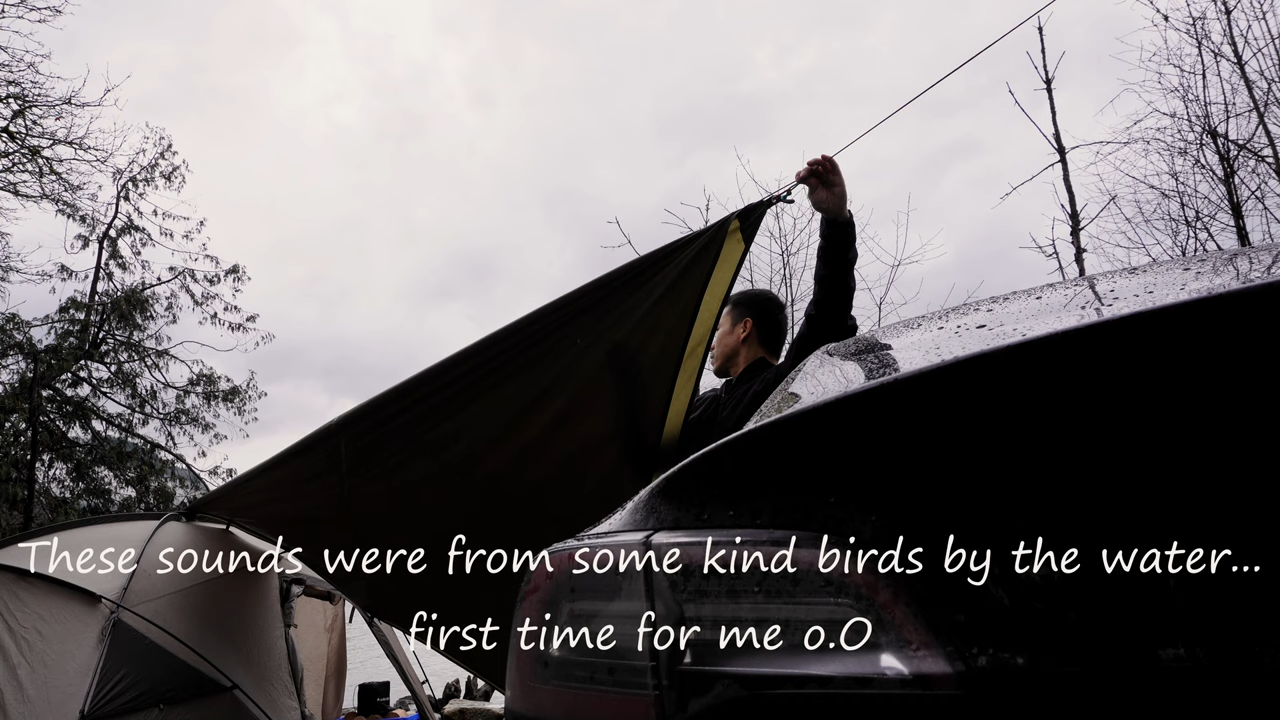 These sounds were from some kind birds by the water...
first time for me o.O